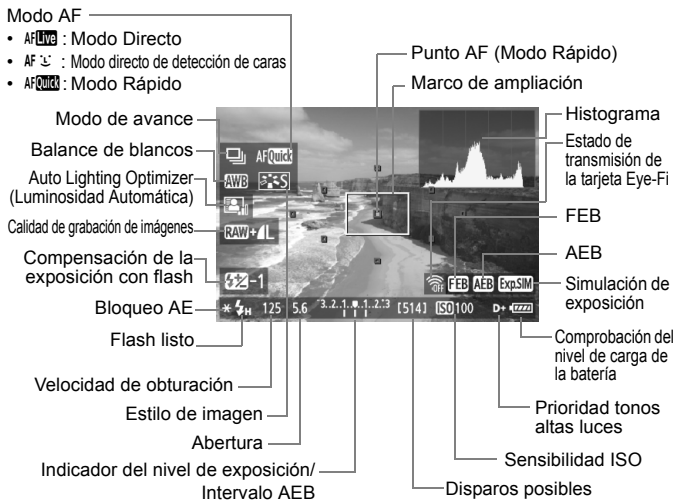 Modo AF
• AF Live : Modo Directo
• AF : Modo directo de detección de caras
• AF Quick : Modo Rápido
Punto AF (Modo Rápido)
Marco de ampliación
Modo de avance
Balance de blancos
Auto Lighting Optimizer
(Luminosidad Automática)
Calidad de grabación de imágenes
Compensación de la
exposición con flash
Bloqueo AE
Flash listo
Velocidad de obturación
Estilo de imagen
Abertura
Indicador del nivel de exposición/
Intervalo AEB
Histograma
Estado de
transmisión de
la tarjeta Eye-Fi
FEB
AEB
Simulación de
exposición
Comprobación del
nivel de carga de
la batería
Prioridad tonos
altas luces
Sensibilidad ISO
Disparos posibles
AF Quick
AWB
S
RAW+L
-1
OFF FEB AEB Exp.SIM
H 125 5.6 -3..2..1..0..1..2.:3 [514] ISO 100 D+